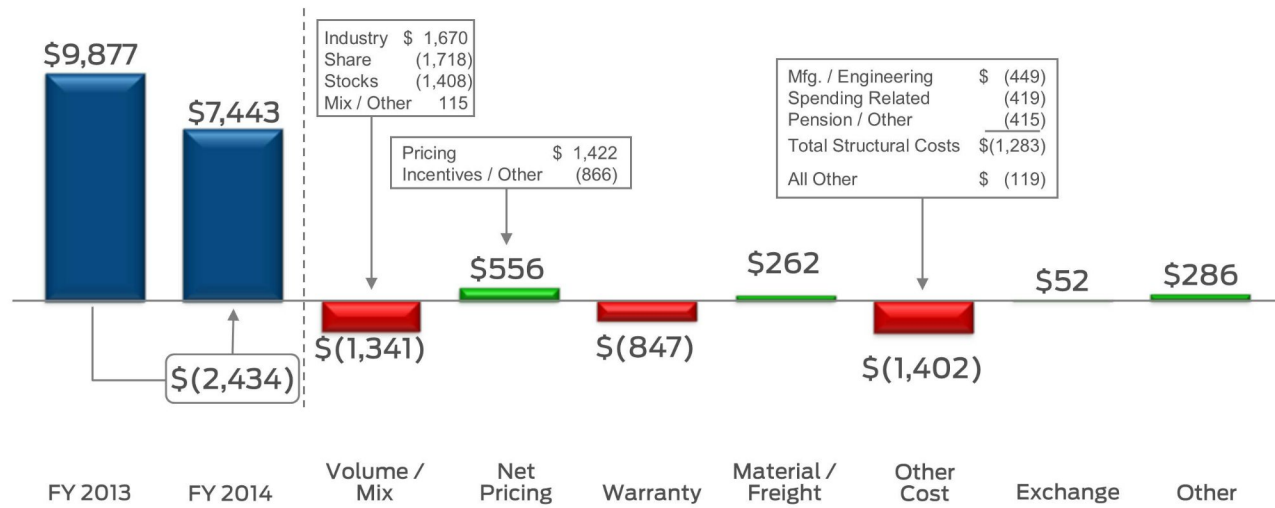 $9,877
$7,443
$(2,434)
Industry $ 1,670
Share (1,718)
Stocks (1,408)
Mix / Other 115
Pricing $ 1,422
Incentives / Other (866)
Mfg. / Engineering $ (449)
Spending Related (419)
Pension / Other (415)
Total Structural Costs $(1,283)
All Other $ (119)
$(1,341)
$556
$(847)
$262
$(1,402)
$52
$286
FY 2013
FY 2014
Volume /
Mix
Net
Pricing
Warranty
Material /
Freight
Other
Cost
Exchange
Other